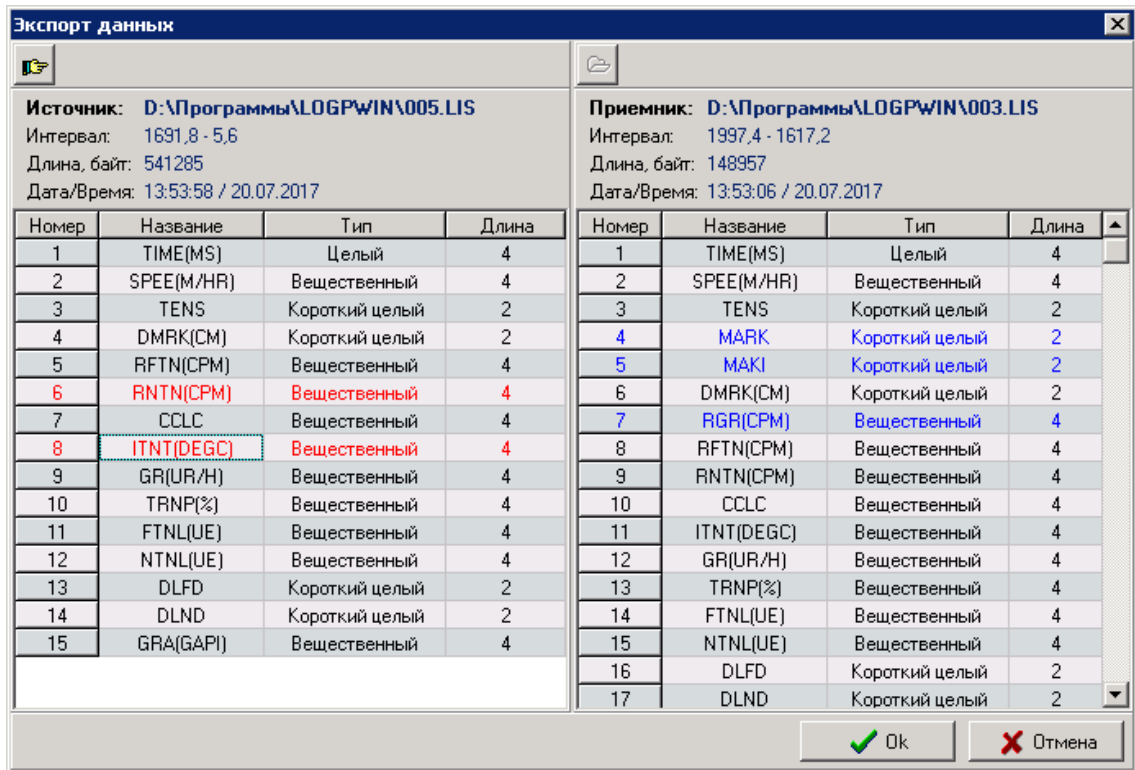 Экспорт данных
Источник: D:\Программы\LOGPWIN\005.LIS
Интервал: 1691,8 - 5,6
Длина, байт: 541285
Дата/Время: 13:53:58 / 20.07.2017
Номер Название Тип Длина
1 TIME(MS) Целый 4
2 SPEE(M/HR) Вещественный 4
3 TENS Короткий целый 2
4 DMRK(CM) Короткий целый 2
5 RFTN(CPM) Вещественный 4
6 RNTN(CPM) Вещественный 4
7 CCLC Вещественный 4
8 ITNT(DEGC) Вещественный 4
9 GR(UR/H) Вещественный 4
10 TRNP(%) Вещественный 4
11 FTNL(UE) Вещественный 4
12 NTNL(UE) Вещественный 4
13 DLFD Короткий целый 2
14 DLND Короткий целый 2
15 GRA(GAPI) Вещественный 4
Приемник: D:\Программы\LOGPWIN\003.LIS
Интервал: 1997,4 - 1617,2
Длина, байт: 148957
Дата/Время: 13:53:06 / 20.07.2017
Номер Название Тип Длина
1 TIME(MS) Целый 4
2 SPEE(M/HR) Вещественный 4
3 TENS Короткий целый 2
4 MARK Короткий целый 2
5 MAKI Короткий целый 2
6 DMRK(CM) Короткий целый 2
7 RGR(CPM) Вещественный 4
8 RFTN(CPM) Вещественный 4
9 RNTN(CPM) Вещественный 4
10 CCLC Вещественный 4
11 ITNT(DEGC) Вещественный 4
12 GR(UR/H) Вещественный 4
13 TRNP(%) Вещественный 4
14 FTNL(UE) Вещественный 4
15 NTNL(UE) Вещественный 4
16 DLFD Короткий целый 2
17 DLND Короткий целый 2
Ok Отмена